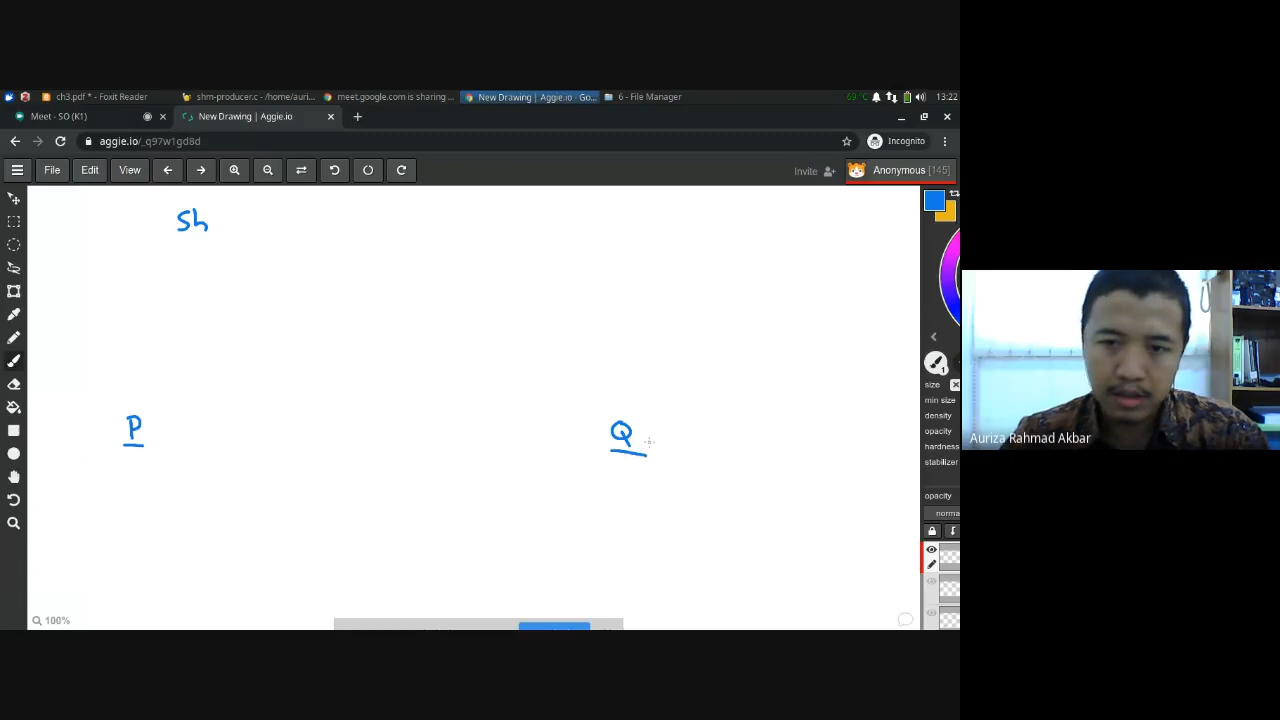 ch3.pdf * - Foxit Reader
shm-producer.c - /home/auri...
meet.google.com is sharing ...
New Drawing | Aggie.io - Go...
6 - File Manager
69°C
13:22
Meet - SO (K1)
New Drawing | Aggie.io
aggie.io/_q97w1gd8d
Incognito
File
Edit
View
Invite
Anonymous [145]
Sh
P
Q
size
min size
density
opacity
hardness
stabilizer
opacity
norma
100%
Auriza Rahmad Akbar